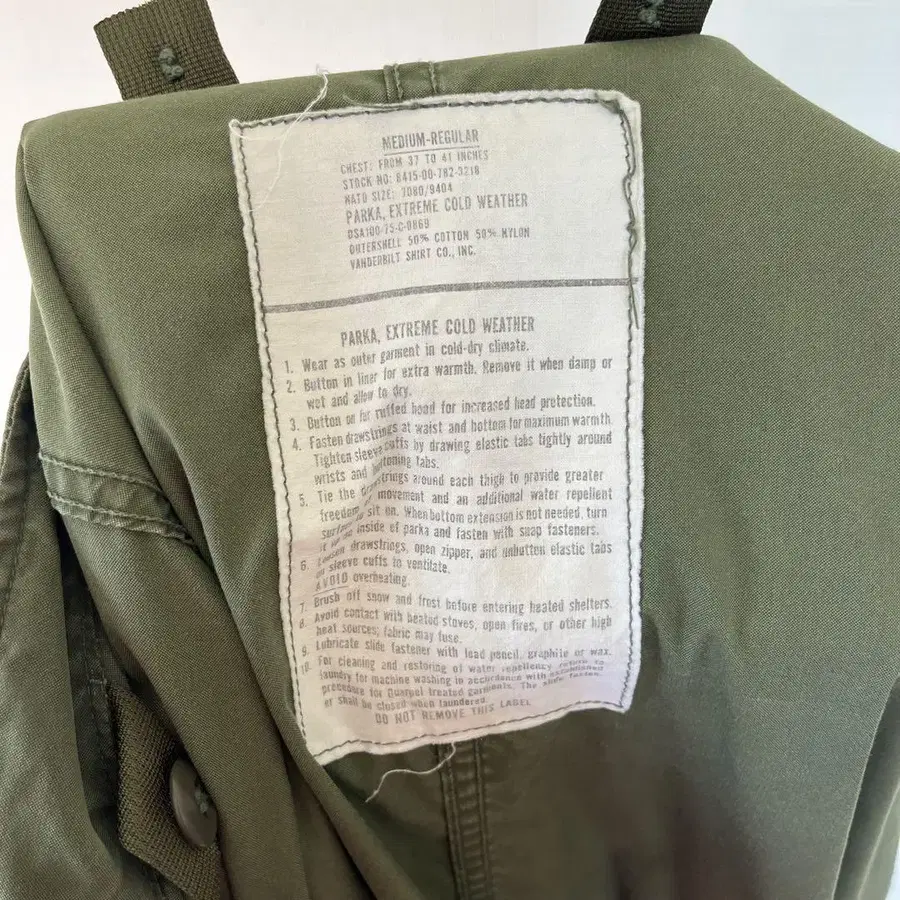 MEDIUM-REGULAR
CHEST: FROM 37 TO 41 INCHES
STOCK NO: 8415-00-782-3218
NATO SIZE: 7080/9404
PARKA, EXTREME COLD WEATHER
DSA100-75-C-0869
OUTERSHELL 50% COTTON 50% NYLON
VANDERBILT SHIRT CO., INC.
PARKA, EXTREME COLD WEATHER
1. Wear as outer garment in cold-dry climate.
2. Button in liner for extra warmth. Remove it when damp or
wet and allow to dry.
3. Button on fur ruffed hood for increased head protection.
4. Fasten drawstrings at waist and bottom for maximum warmth.
Tighten sleeve cuffs by drawing elastic tabs tightly around
wrists and buttoning tabs.
5. Tie the drawstrings around each thigh to provide greater
freedom of movement and an additional water repellent
surface to sit on. When bottom extension is not needed, turn
it up on inside of parka and fasten with snap fasteners.
6. Loosen drawstrings, open zipper, and unbutton elastic tabs
on sleeve cuffs to ventilate.
AVOID overheating.
7. Brush off snow and frost before entering heated shelters.
8. Avoid contact with heated stoves, open fires, or other high
heat sources; fabric may fuse.
9. Lubricate slide fastener with lead pencil, graphite or wax.
10. For cleaning and restoring of water repellency return to
laundry for machine washing in accordance with established
procedure for Quarpel treated garments. The slide fasten-
er shall be closed when laundered.
DO NOT REMOVE THIS LABEL